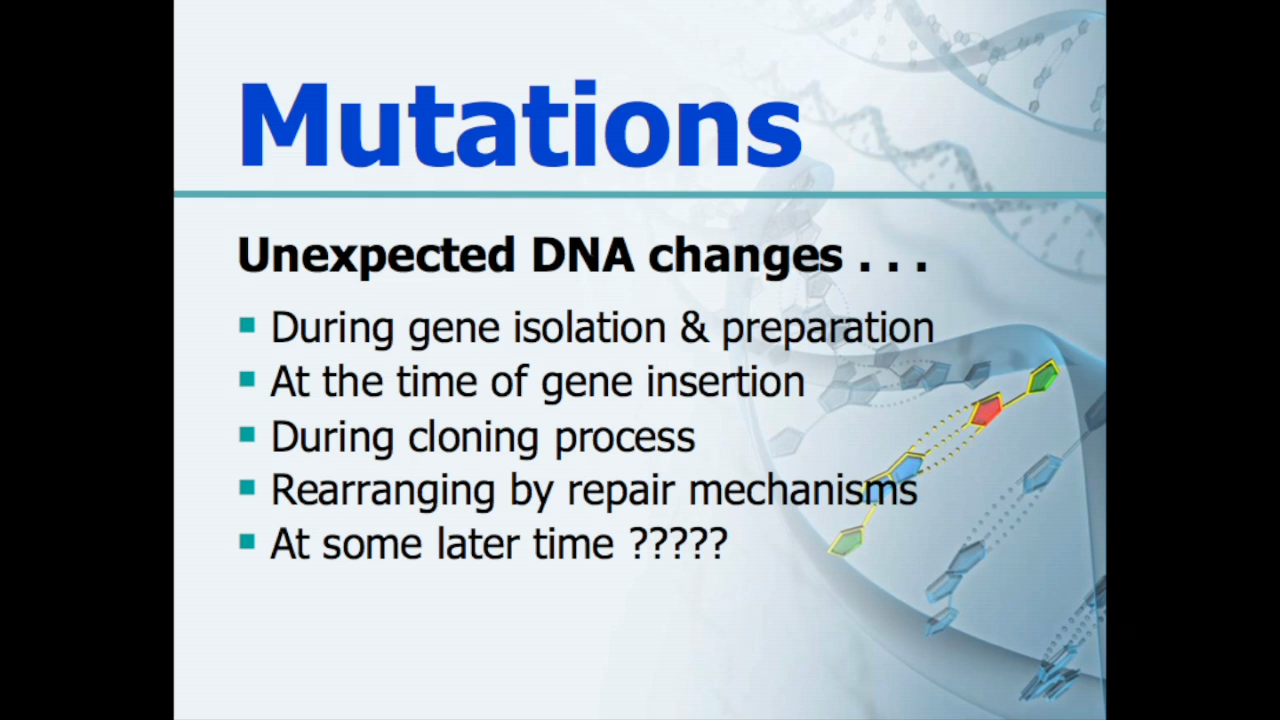 Mutations
Unexpected DNA changes . . .
▪ During gene isolation & preparation
▪ At the time of gene insertion
▪ During cloning process
▪ Rearranging by repair mechanisms
▪ At some later time ?????